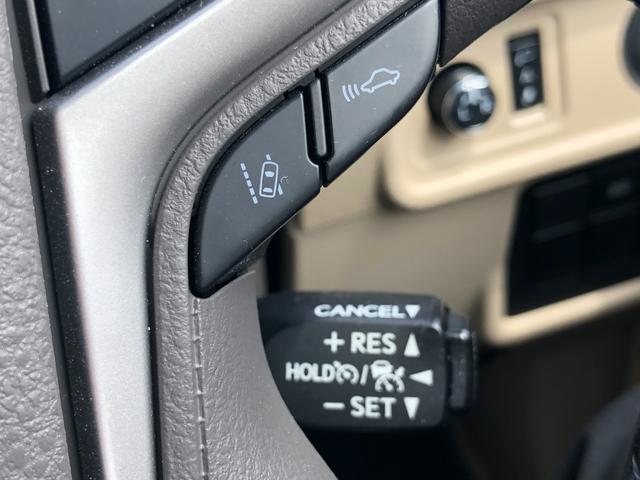 CANCEL▼
+ RES ▲
HOLD / ◄
− SET ▼